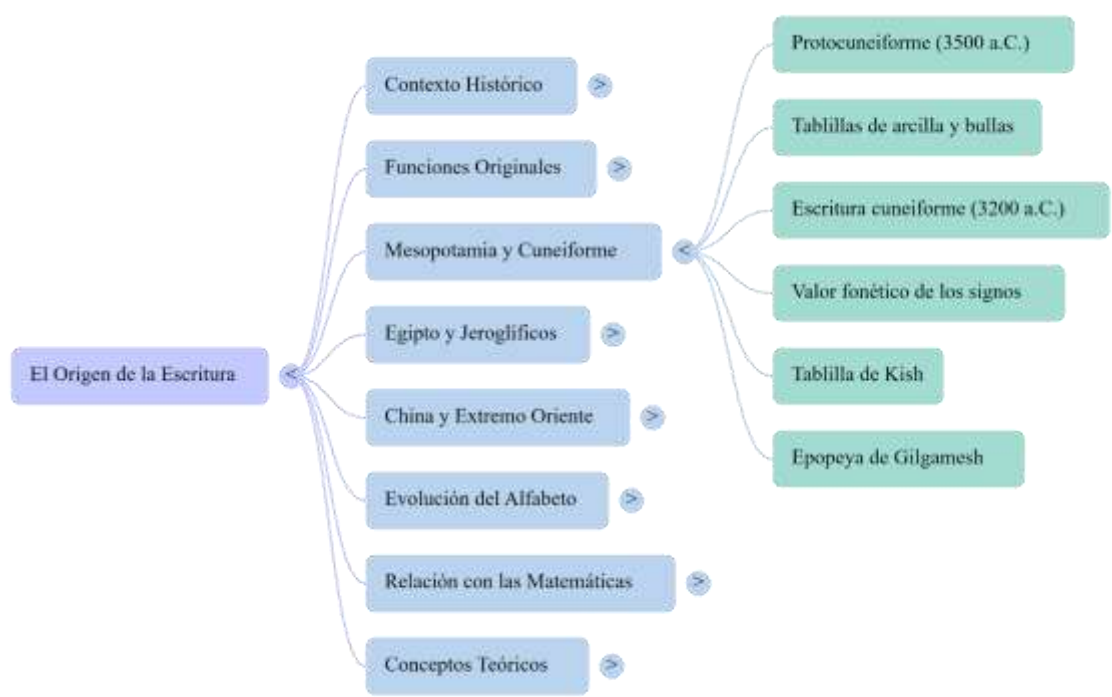 El Origen de la Escritura
Contexto Histórico
Funciones Originales
Mesopotamia y Cuneiforme
Egipto y Jeroglíficos
China y Extremo Oriente
Evolución del Alfabeto
Relación con las Matemáticas
Conceptos Teóricos
Protocuneiforme (3500 a.C.)
Tablillas de arcilla y bullas
Escritura cuneiforme (3200 a.C.)
Valor fonético de los signos
Tablilla de Kish
Epopeya de Gilgamesh